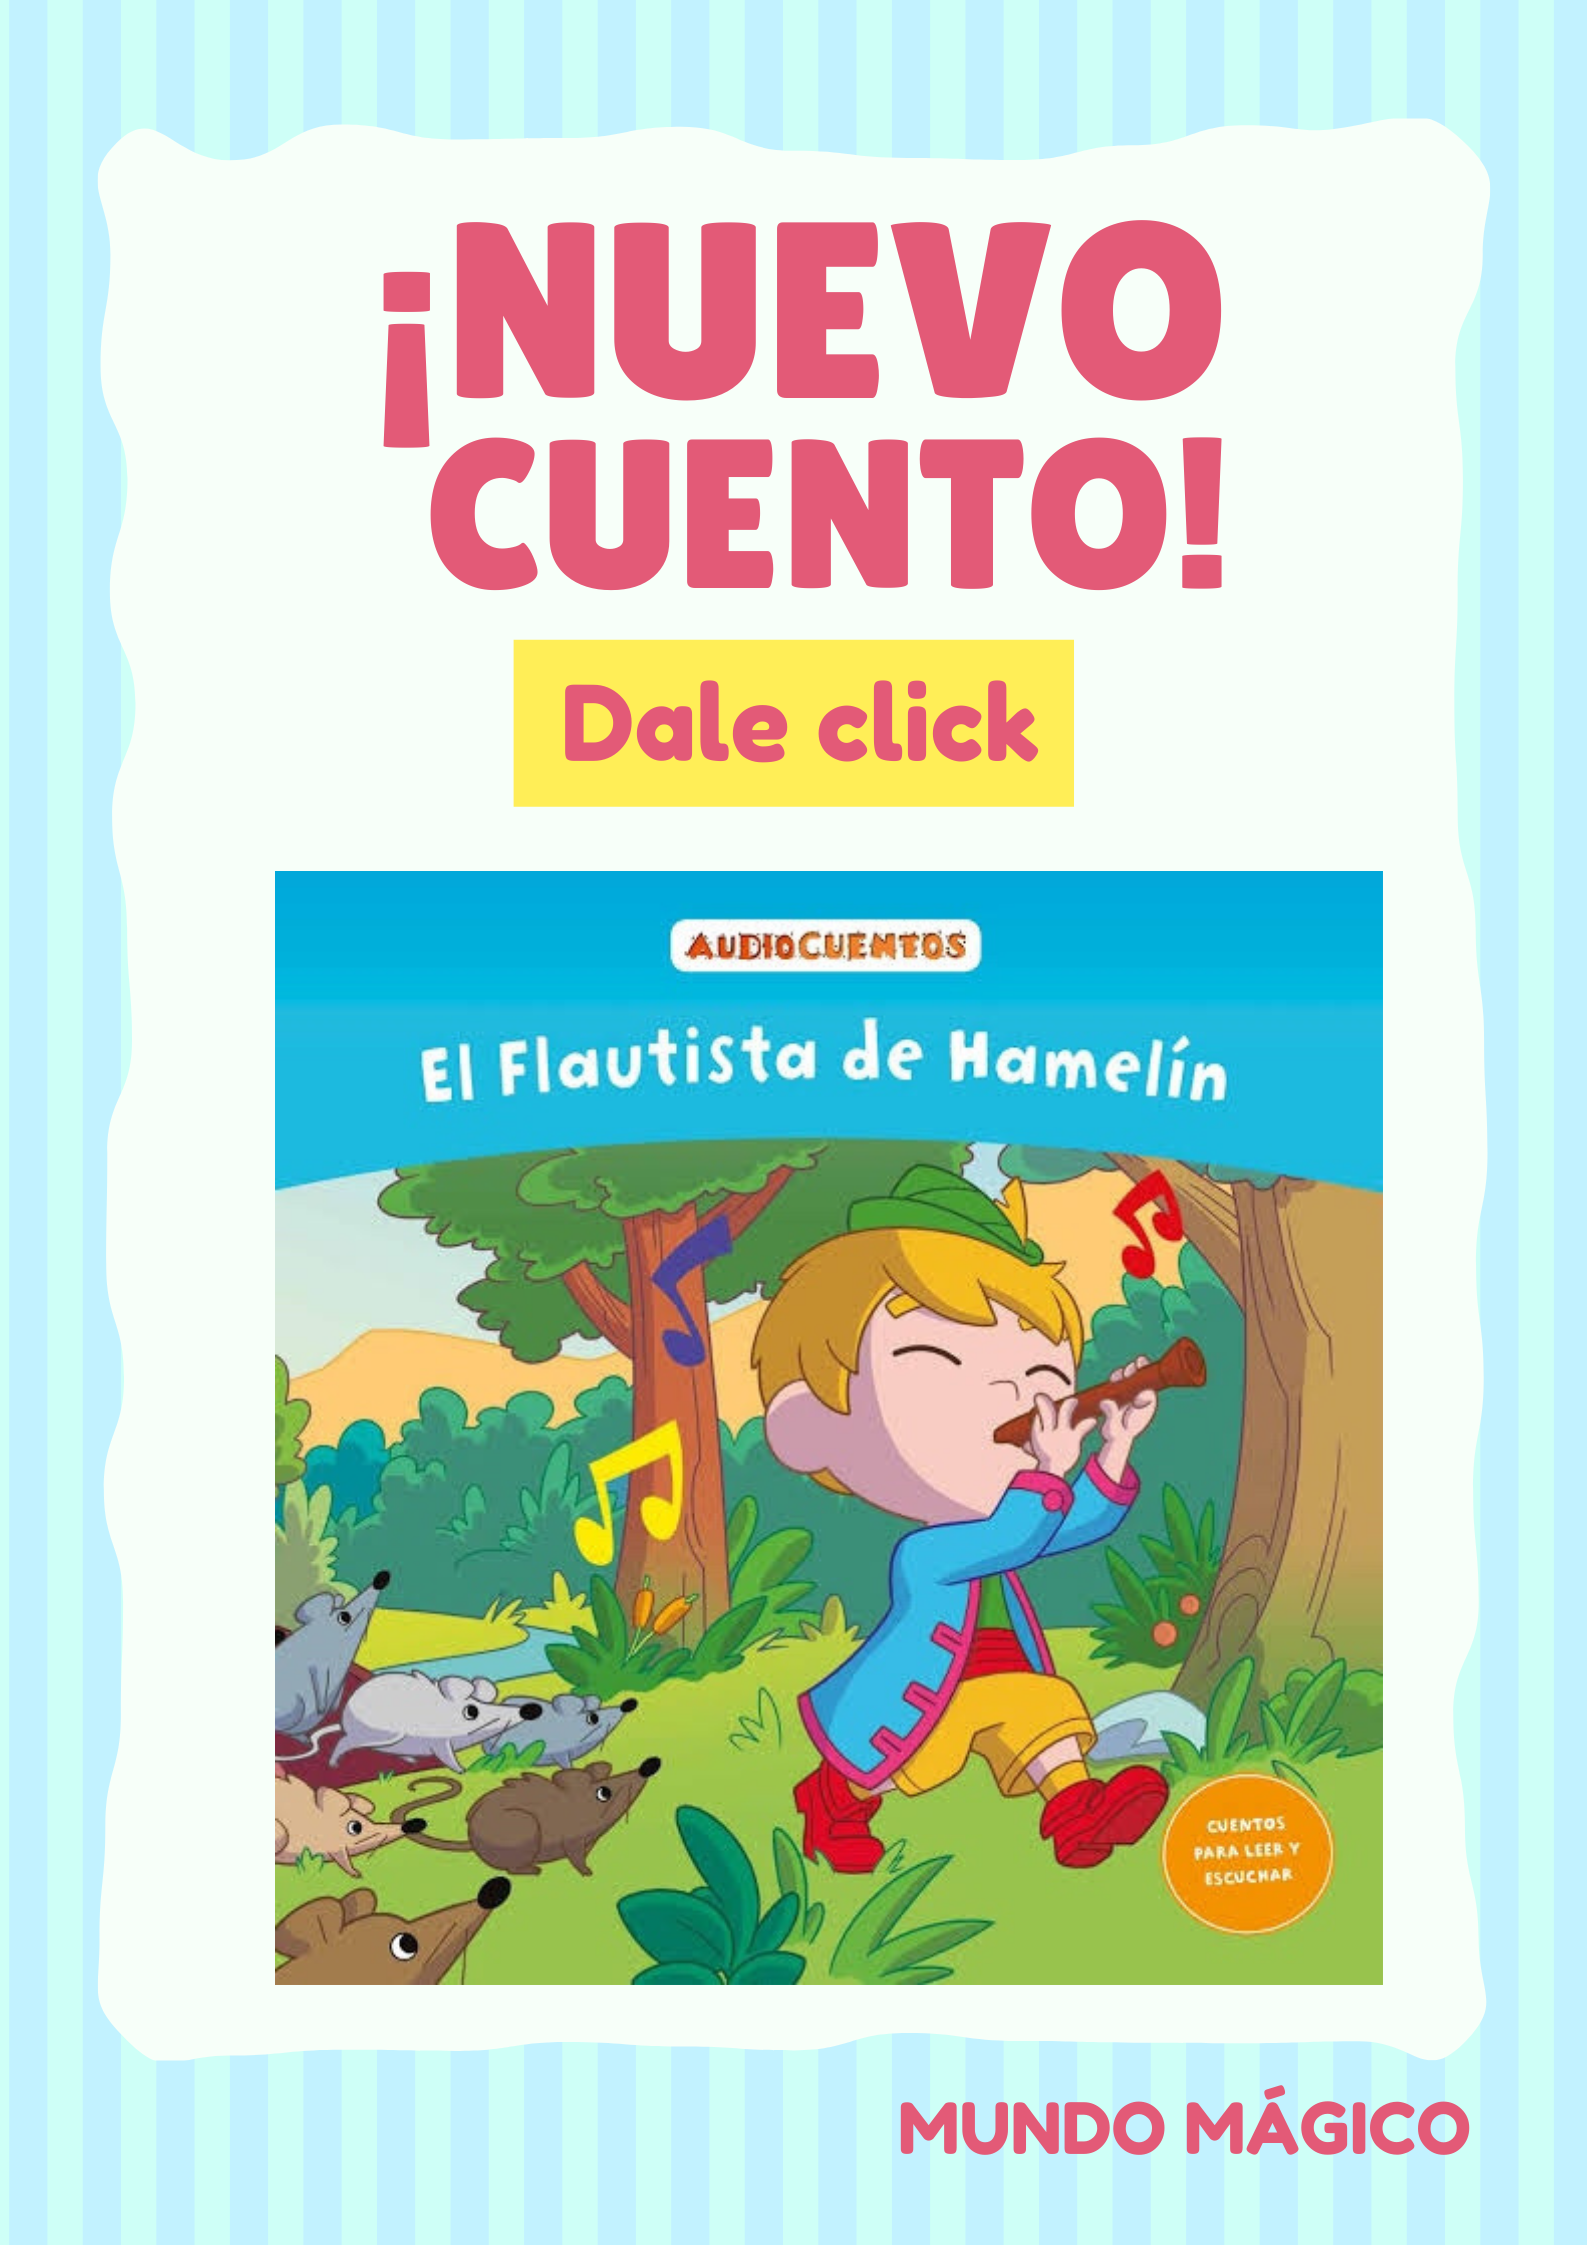 ¡NUEVO
CUENTO!
Dale click
AUDIOCUENTOS
El Flautista de Hamelín
CUENTOS
PARA LEER Y
ESCUCHAR
MUNDO MÁGICO